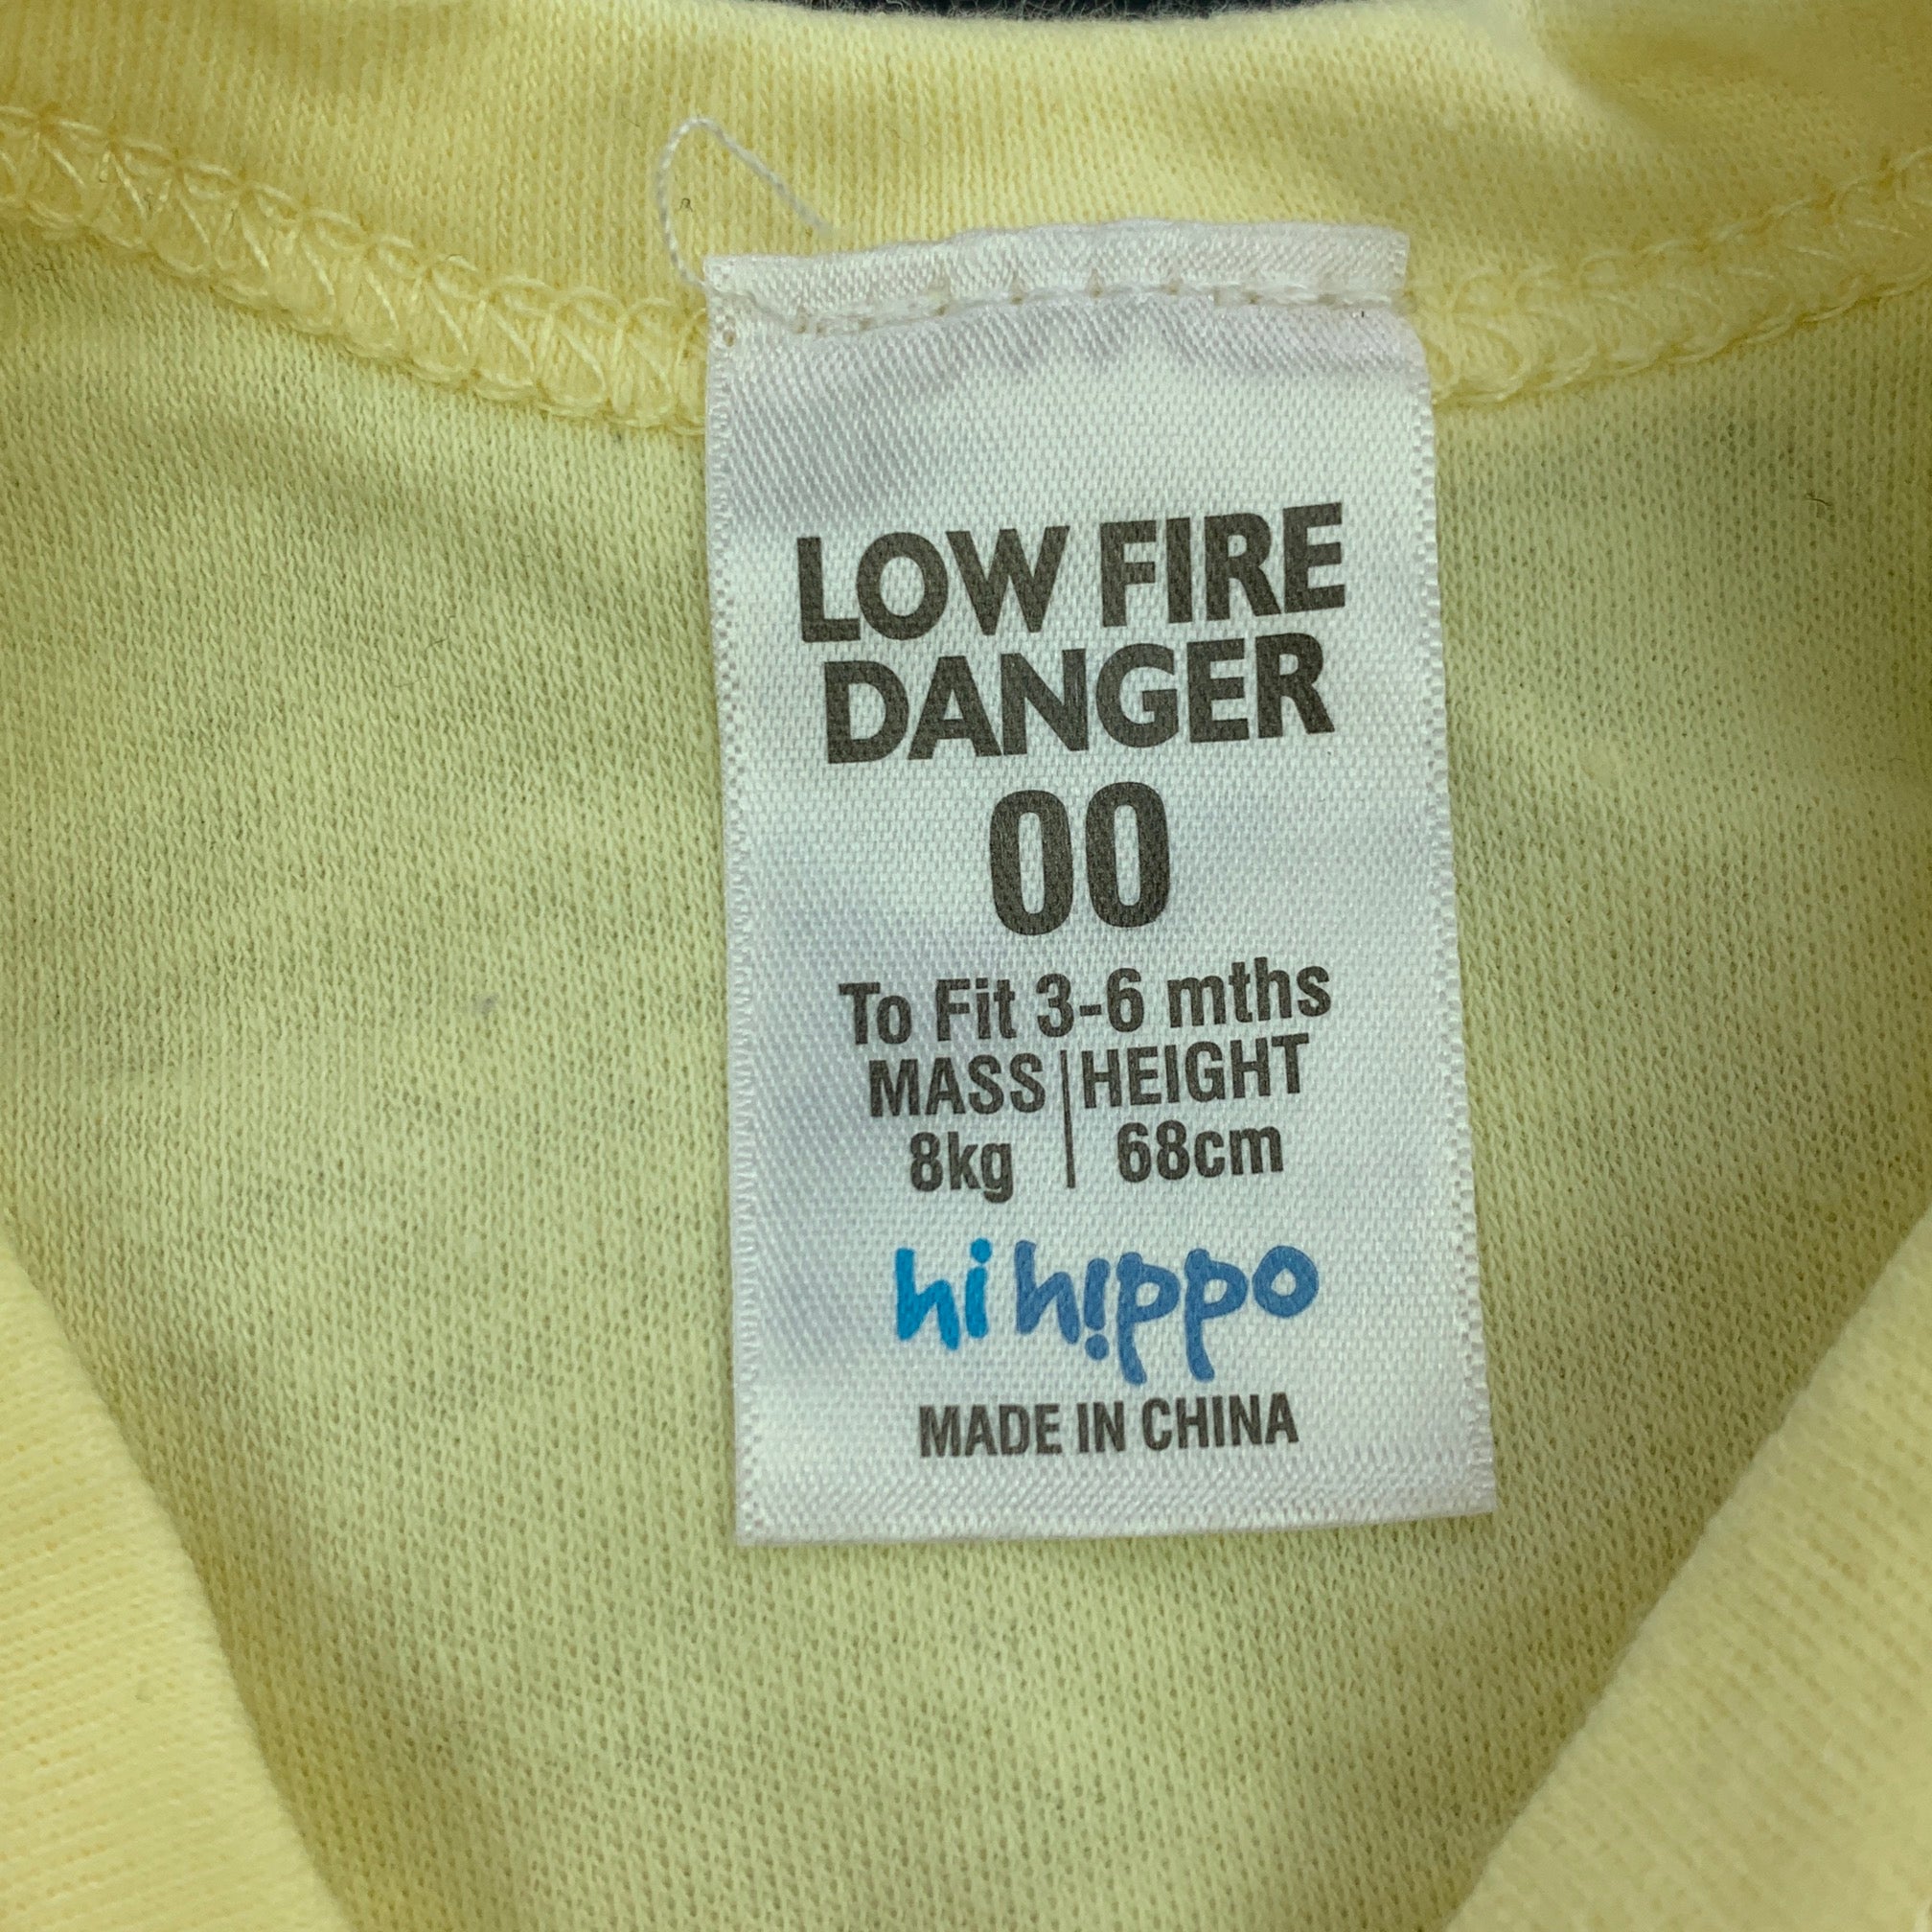 LOW FIRE
DANGER
00
To Fit 3-6 mths
MASS | HEIGHT
8kg | 68cm
hi hippo
MADE IN CHINA